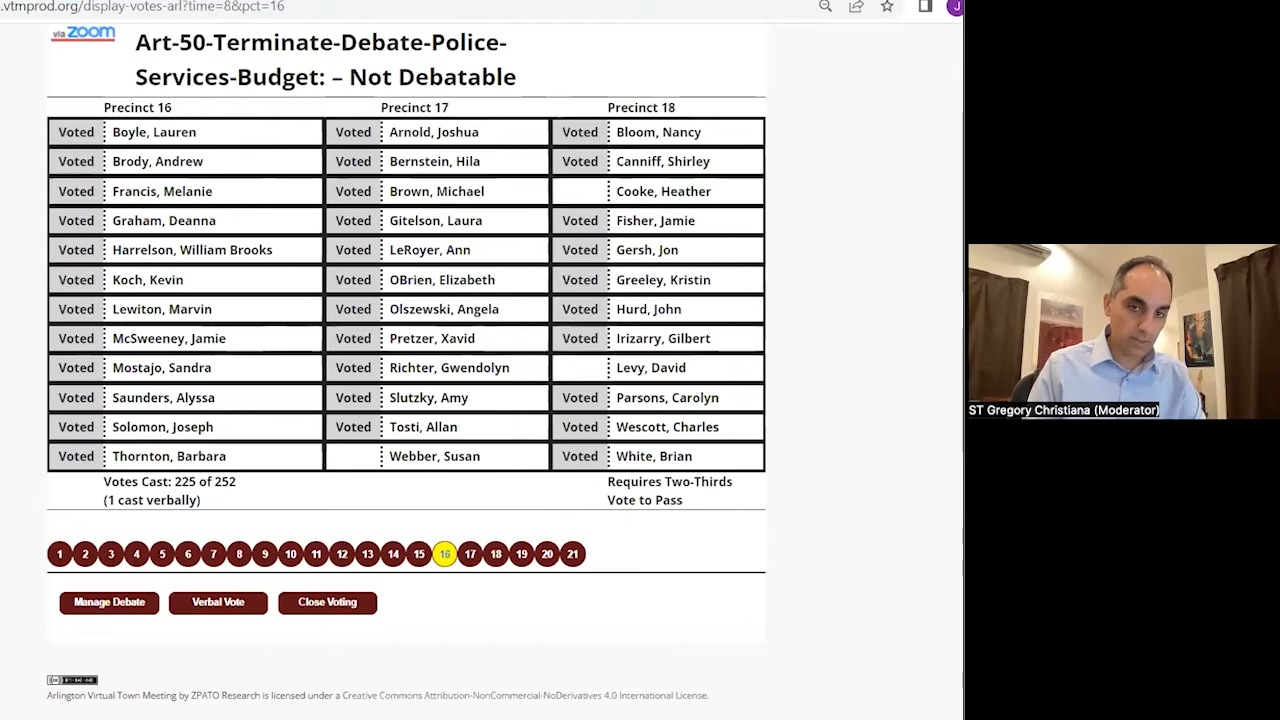 .vtmprod.org/display-votes-arl?time=8&pct=16
J
via zoom
Art-50-Terminate-Debate-Police-
Services-Budget: – Not Debatable
Precinct 16 Precinct 17 Precinct 18
Voted Boyle, Lauren Voted Arnold, Joshua Voted Bloom, Nancy
Voted Brody, Andrew Voted Bernstein, Hila Voted Canniff, Shirley
Voted Francis, Melanie Voted Brown, Michael Cooke, Heather
Voted Graham, Deanna Voted Gitelson, Laura Voted Fisher, Jamie
Voted Harrelson, William Brooks Voted LeRoyer, Ann Voted Gersh, Jon
Voted Koch, Kevin Voted OBrien, Elizabeth Voted Greeley, Kristin
Voted Lewiton, Marvin Voted Olszewski, Angela Voted Hurd, John
Voted McSweeney, Jamie Voted Pretzer, Xavid Voted Irizarry, Gilbert
Voted Mostajo, Sandra Voted Richter, Gwendolyn Levy, David
Voted Saunders, Alyssa Voted Slutzky, Amy Voted Parsons, Carolyn
Voted Solomon, Joseph Voted Tosti, Allan Voted Wescott, Charles
Voted Thornton, Barbara Webber, Susan Voted White, Brian
Votes Cast: 225 of 252 Requires Two-Thirds
(1 cast verbally) Vote to Pass
1 2 3 4 5 6 7 8 9 10 11 12 13 14 15 16 17 18 19 20 21
Manage Debate Verbal Vote Close Voting
Arlington Virtual Town Meeting by ZPATO Research is licensed under a Creative Commons Attribution-NonCommercial-NoDerivatives 4.0 International License.
ST Gregory Christiana (Moderator)